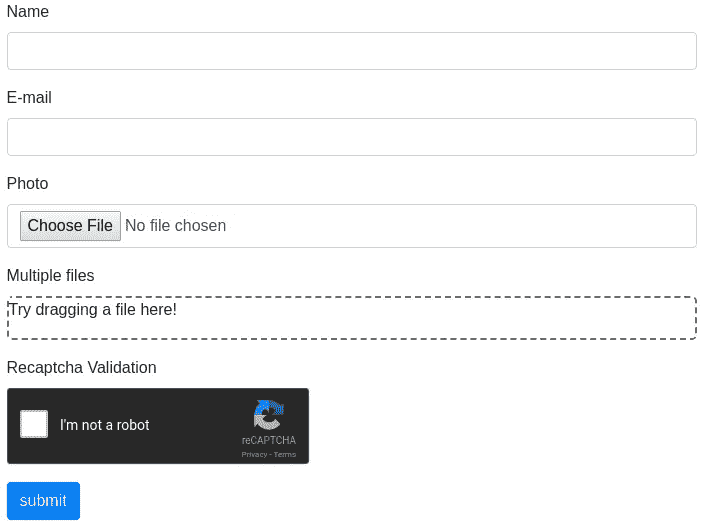 Name
E-mail
Photo
Choose File No file chosen
Multiple files
Try dragging a file here!
Recaptcha Validation
I'm not a robot
reCAPTCHA
Privacy - Terms
submit